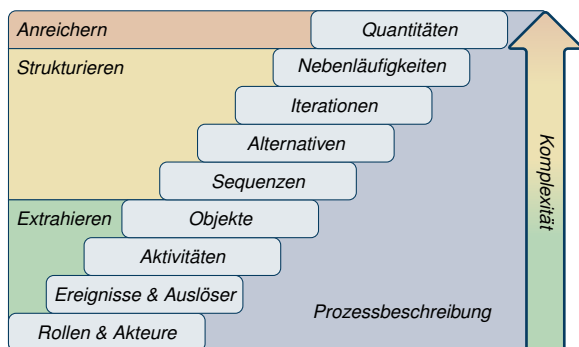 Anreichern
Quantitäten
Strukturieren
Nebenläufigkeiten
Iterationen
Alternativen
Sequenzen
Extrahieren
Objekte
Aktivitäten
Ereignisse & Auslöser
Rollen & Akteure
Prozessbeschreibung
Komplexität